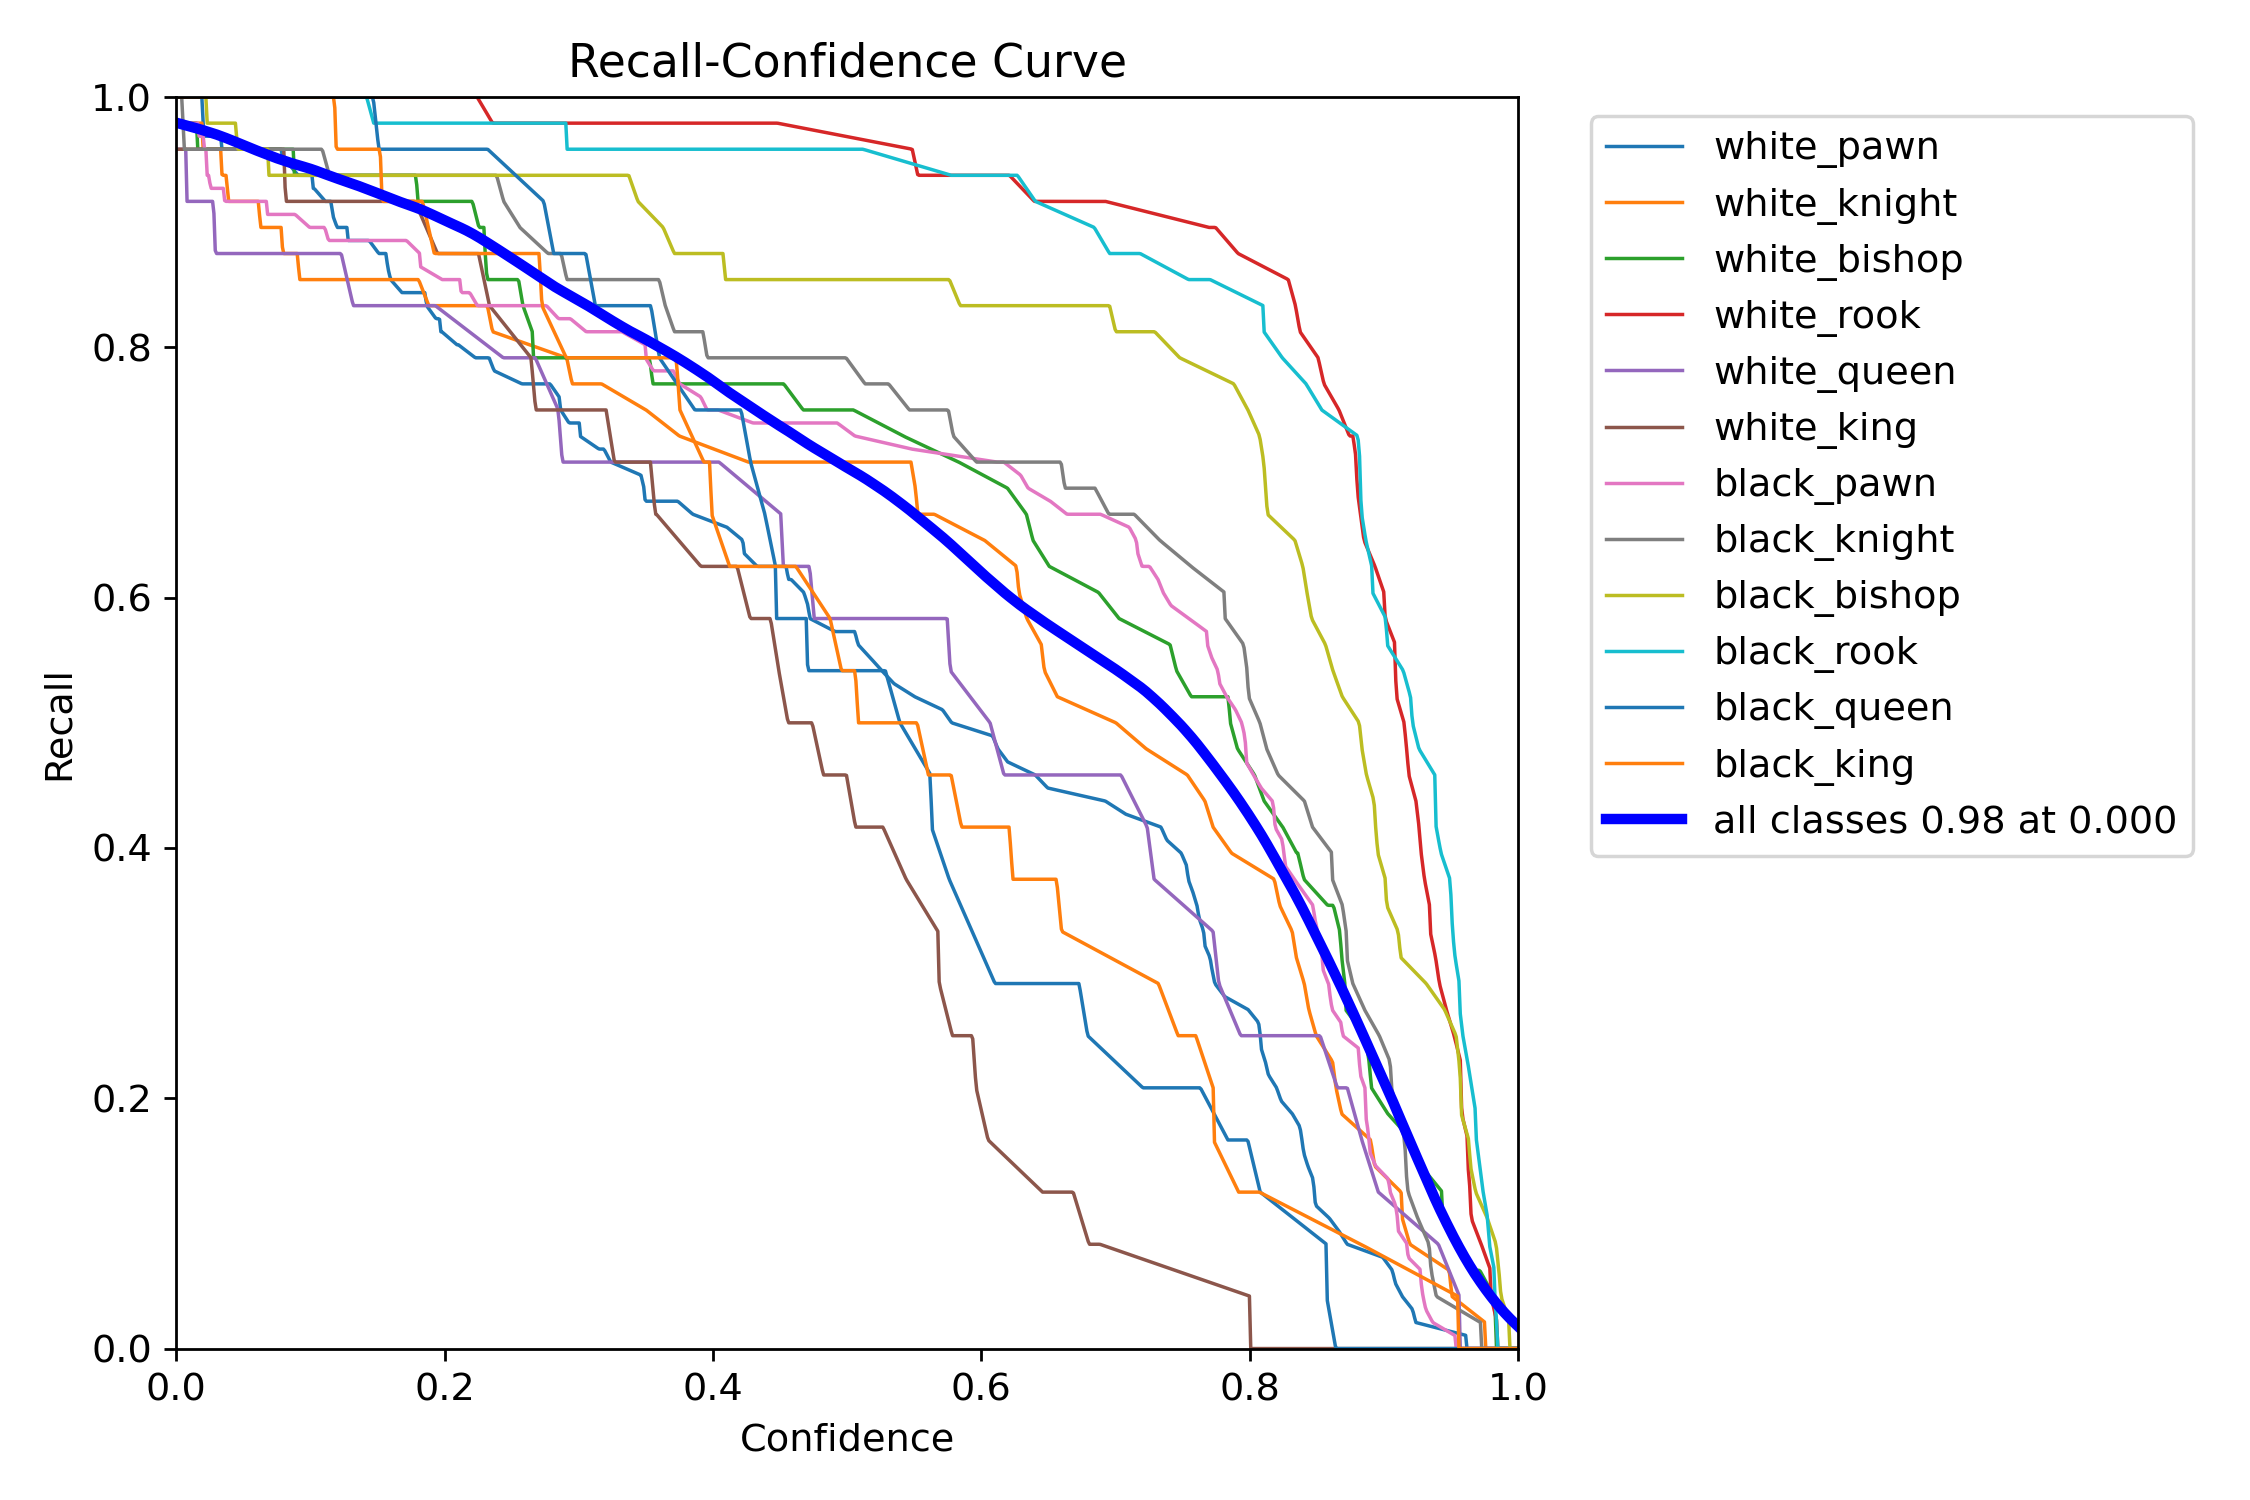 Recall-Confidence Curve
1.0
0.8
0.6
0.4
0.2
0.0
Recall
0.0 0.2 0.4 0.6 0.8 1.0
Confidence
white_pawn
white_knight
white_bishop
white_rook
white_queen
white_king
black_pawn
black_knight
black_bishop
black_rook
black_queen
black_king
all classes 0.98 at 0.000